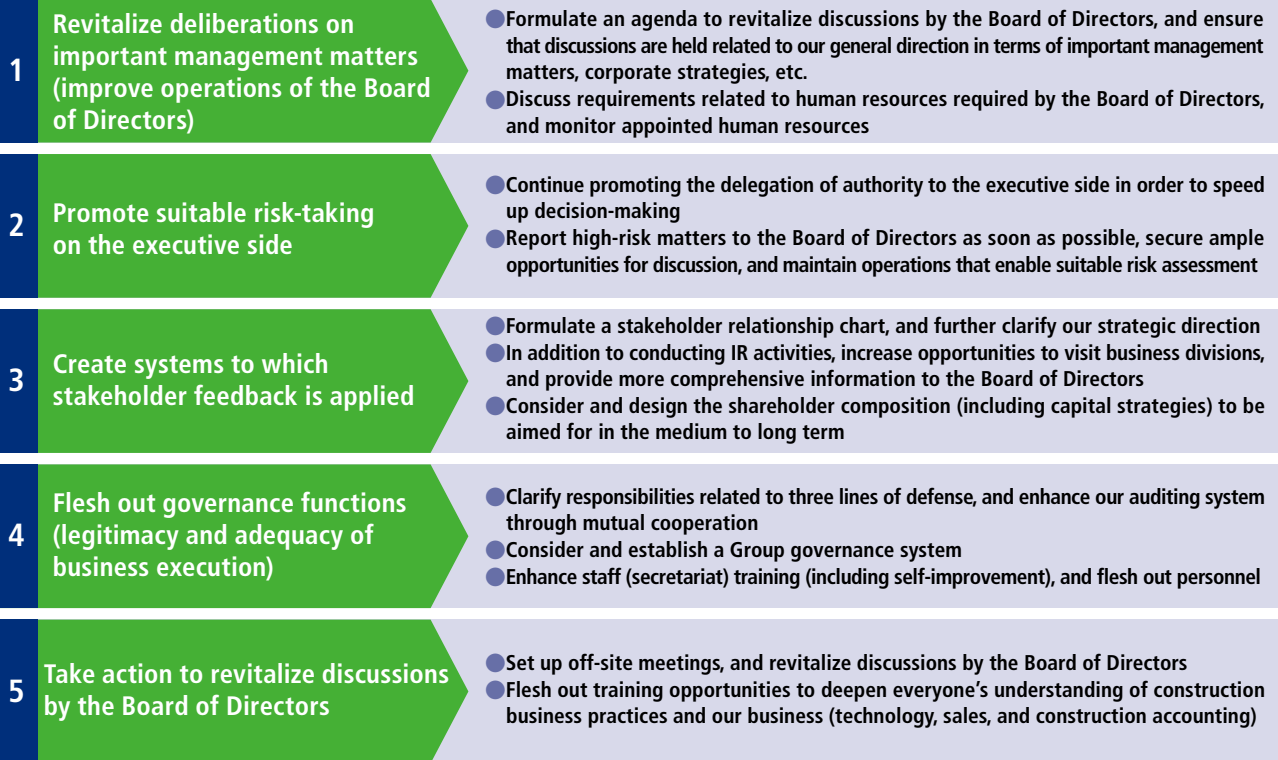 1
Revitalize deliberations on
important management matters
(improve operations of the Board
of Directors)
●Formulate an agenda to revitalize discussions by the Board of Directors, and ensure
that discussions are held related to our general direction in terms of important management
matters, corporate strategies, etc.
●Discuss requirements related to human resources required by the Board of Directors,
and monitor appointed human resources
2
Promote suitable risk-taking
on the executive side
●Continue promoting the delegation of authority to the executive side in order to speed
up decision-making
●Report high-risk matters to the Board of Directors as soon as possible, secure ample
opportunities for discussion, and maintain operations that enable suitable risk assessment
3
Create systems to which
stakeholder feedback is applied
●Formulate a stakeholder relationship chart, and further clarify our strategic direction
●In addition to conducting IR activities, increase opportunities to visit business divisions,
and provide more comprehensive information to the Board of Directors
●Consider and design the shareholder composition (including capital strategies) to be
aimed for in the medium to long term
4
Flesh out governance functions
(legitimacy and adequacy of
business execution)
●Clarify responsibilities related to three lines of defense, and enhance our auditing system
through mutual cooperation
●Consider and establish a Group governance system
●Enhance staff (secretariat) training (including self-improvement), and flesh out personnel
5
Take action to revitalize discussions
by the Board of Directors
●Set up off-site meetings, and revitalize discussions by the Board of Directors
●Flesh out training opportunities to deepen everyone's understanding of construction
business practices and our business (technology, sales, and construction accounting)